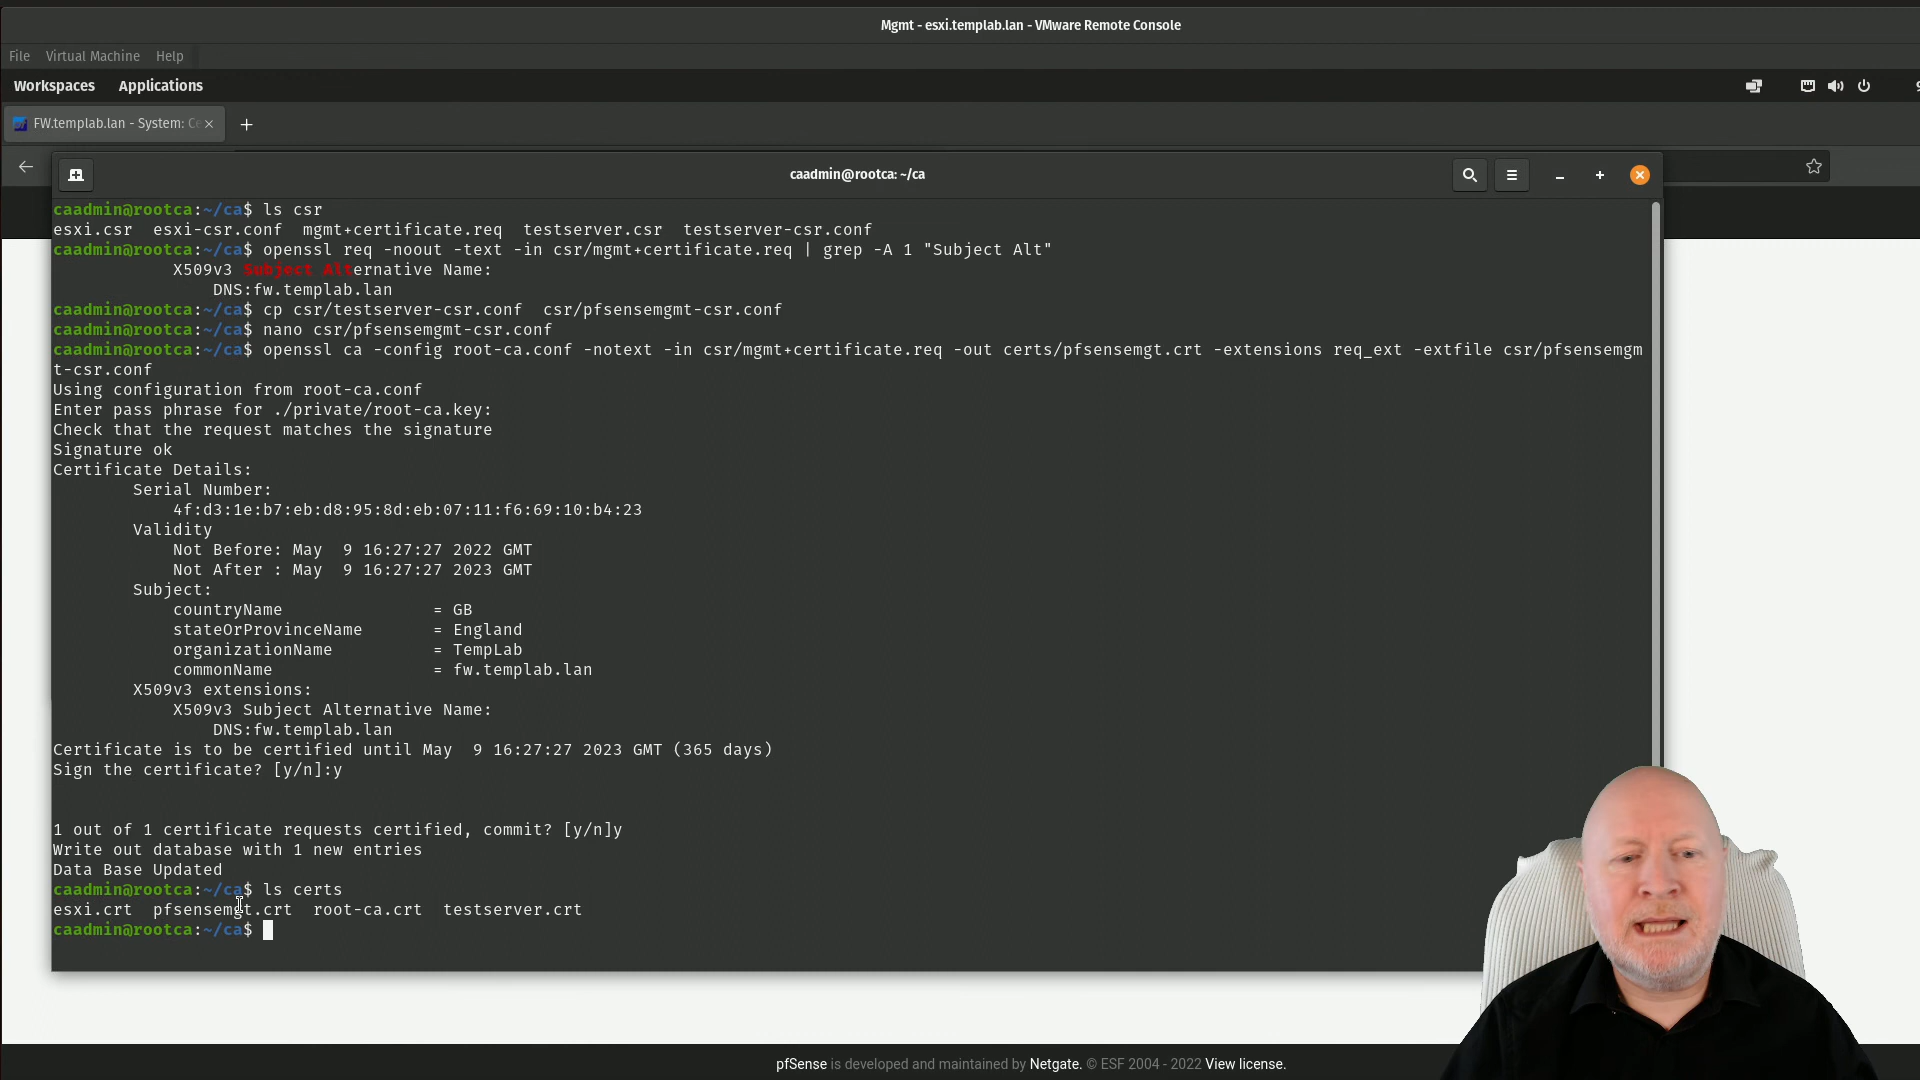 Mgmt - esxi.templab.lan - VMware Remote Console
File Virtual Machine Help
Workspaces Applications
FW.templab.lan - System: Ce
caadmin@rootca: ~/ca
caadmin@rootca:~/ca$ ls csr
esxi.csr esxi-csr.conf mgmt+certificate.req testserver.csr testserver-csr.conf
caadmin@rootca:~/ca$ openssl req -noout -text -in csr/mgmt+certificate.req | grep -A 1 "Subject Alt"
X509v3 Subject Alternative Name:
DNS:fw.templab.lan
caadmin@rootca:~/ca$ cp csr/testserver-csr.conf csr/pfsensemgmt-csr.conf
caadmin@rootca:~/ca$ nano csr/pfsensemgmt-csr.conf
caadmin@rootca:~/ca$ openssl ca -config root-ca.conf -notext -in csr/mgmt+certificate.req -out certs/pfsensemgt.crt -extensions req_ext -extfile csr/pfsensemgm
t-csr.conf
Using configuration from root-ca.conf
Enter pass phrase for ./private/root-ca.key:
Check that the request matches the signature
Signature ok
Certificate Details:
Serial Number:
4f:d3:1e:b7:eb:d8:95:8d:eb:07:11:f6:69:10:b4:23
Validity
Not Before: May 9 16:27:27 2022 GMT
Not After : May 9 16:27:27 2023 GMT
Subject:
countryName = GB
stateOrProvinceName = England
organizationName = TempLab
commonName = fw.templab.lan
X509v3 extensions:
X509v3 Subject Alternative Name:
DNS:fw.templab.lan
Certificate is to be certified until May 9 16:27:27 2023 GMT (365 days)
Sign the certificate? [y/n]:y
1 out of 1 certificate requests certified, commit? [y/n]y
Write out database with 1 new entries
Data Base Updated
caadmin@rootca:~/ca$ ls certs
esxi.crt pfsensemgt.crt root-ca.crt testserver.crt
caadmin@rootca:~/ca$
pfSense is developed and maintained by Netgate. © ESF 2004 - 2022 View license.